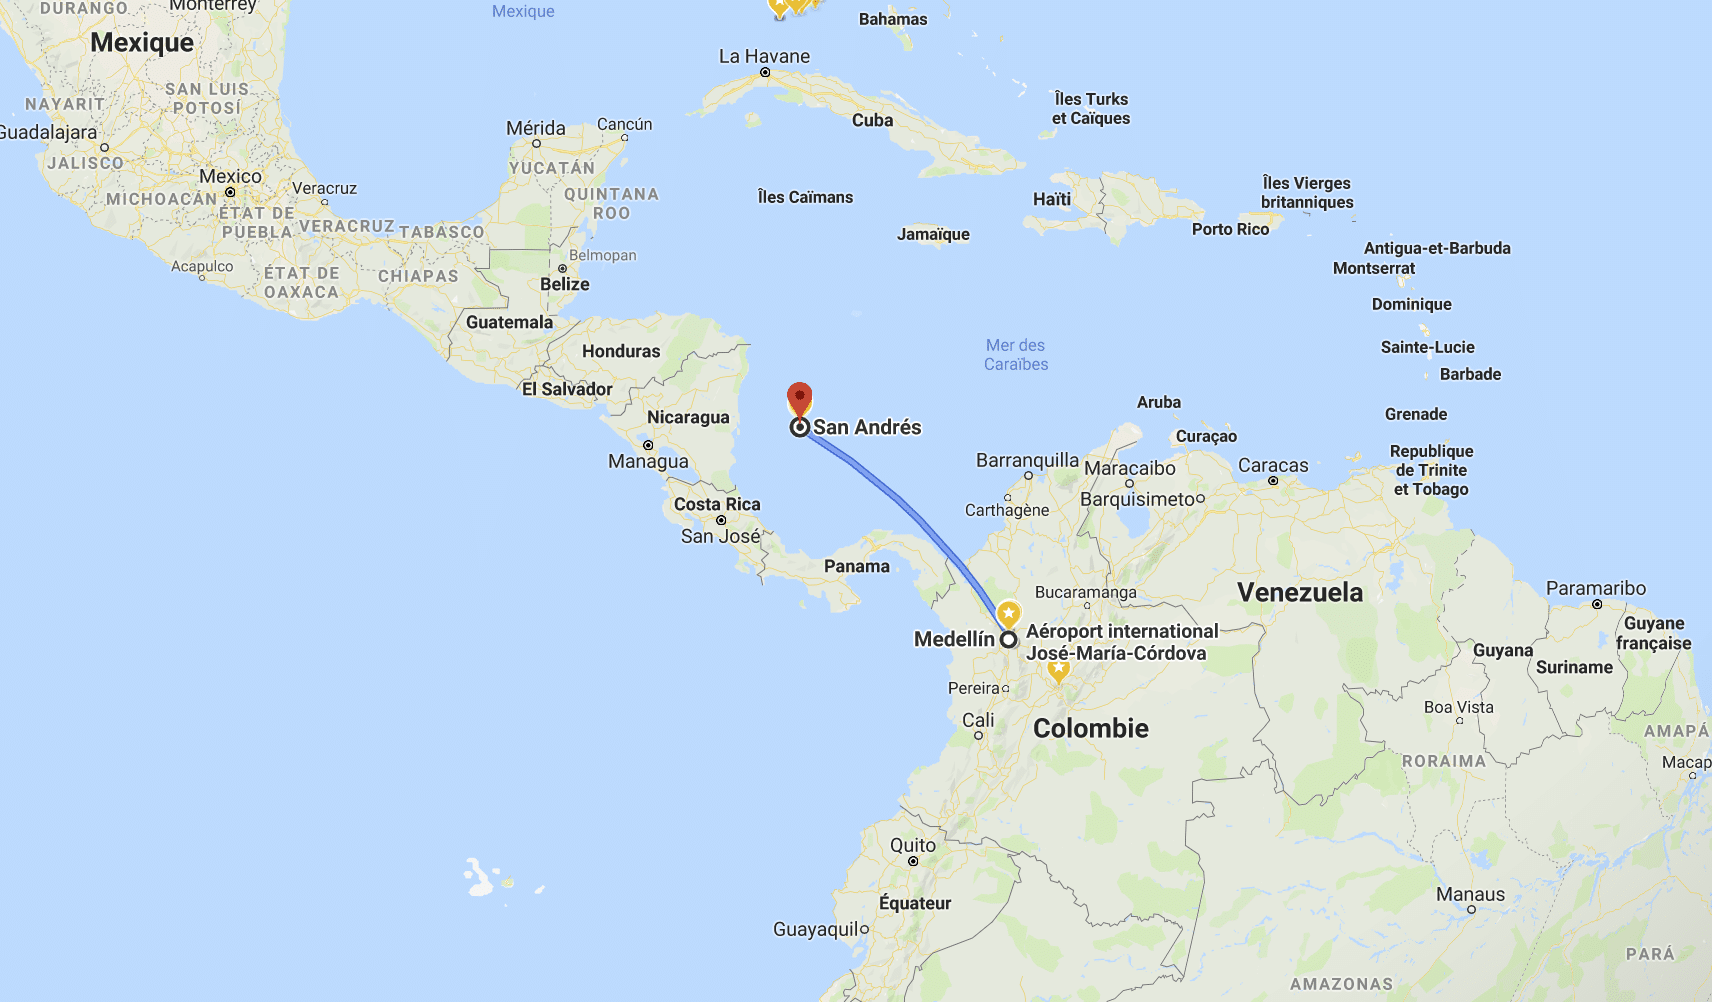 DURANGO
Monterrey
Mexique
Mexique
Bahamas
La Havane
SAN LUIS
POTOSÍ
NAYARIT
Guadalajara
JALISCO
Mérida
Cancún
Cuba
Îles Turks
et Caïques
YUCATÁN
QUINTANA
ROO
Mexico
Veracruz
MICHOACÁN
ÉTAT DE
PUEBLA
VERACRUZ
TABASCO
Îles Caïmans
Haïti
Îles Vierges
britanniques
Jamaïque
Porto Rico
Acapulco
ÉTAT DE
OAXACA
CHIAPAS
Belmopan
Belize
Antigua-et-Barbuda
Montserrat
Dominique
Guatemala
Honduras
Mer des
Caraïbes
Sainte-Lucie
Barbade
El Salvador
Nicaragua
San Andrés
Aruba
Grenade
Curaçao
Managua
Barranquilla
Maracaibo
Caracas
Republique
de Trinite
et Tobago
Barquisimeto
Carthagène
Costa Rica
San José
Panama
Bucaramanga
Venezuela
Paramaribo
Medellín
Aéroport international
José-María-Córdova
Guyane
française
Guyana
Suriname
Pereira
Cali
Colombie
Boa Vista
RORAIMA
AMAPÁ
Macap
Quito
Équateur
Guayaquil
Manaus
PARÁ
AMAZONAS